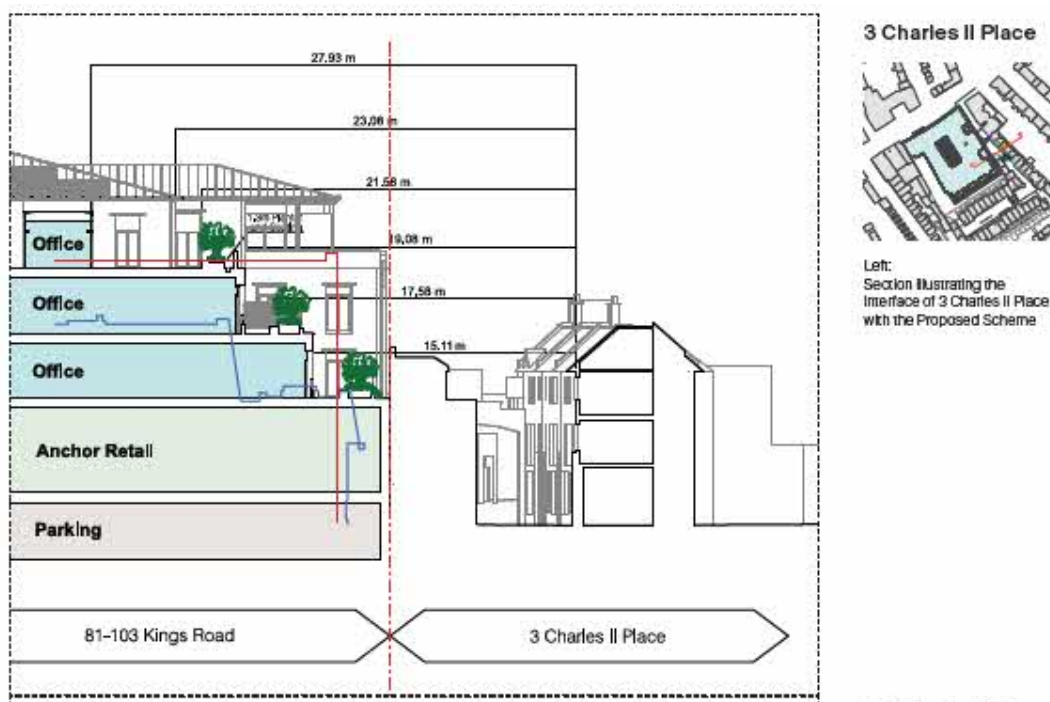 3 Charles II Place
27.93 m
23,08 m
21.58 m
19,08 m
17,58 m
15.11 m
Office
Office
Office
Anchor Retail
Parking
81-103 Kings Road
3 Charles II Place
Left:
Section Illustrating the
Interface of 3 Charles II Place
with the Proposed Scheme